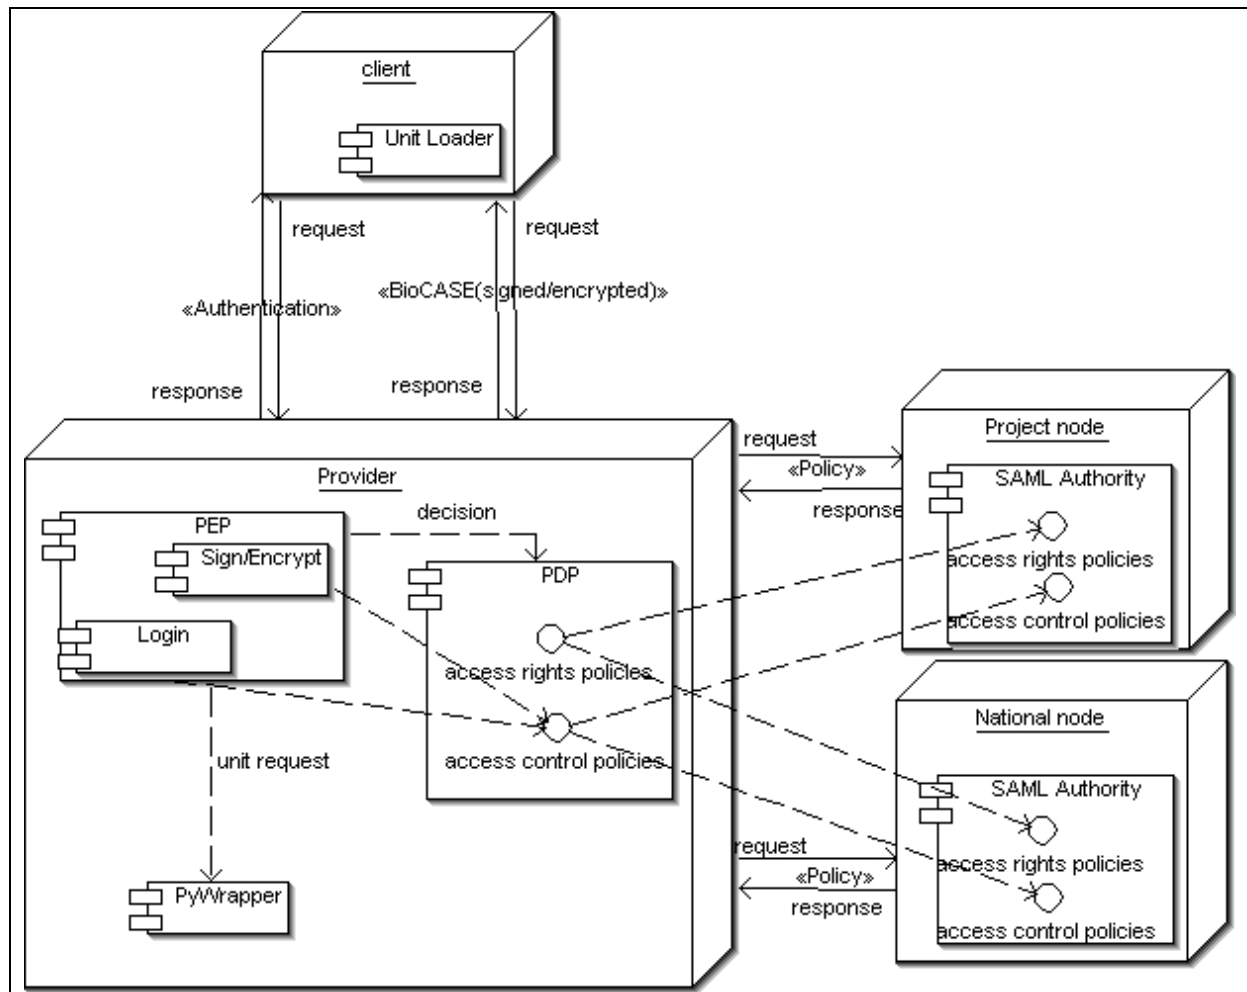 client
Unit Loader
request
request
«BioCASE(signed/encrypted)»
«Authentication»
response
response
Project node
request
«Policy»
response
SAML Authority
access rights policies
access control policies
Provider
PEP
Sign/Encrypt
Login
decision
PDP
access rights policies
access control policies
unit request
PyWrapper
National node
SAML Authority
access rights policies
access control policies
request
«Policy»
response